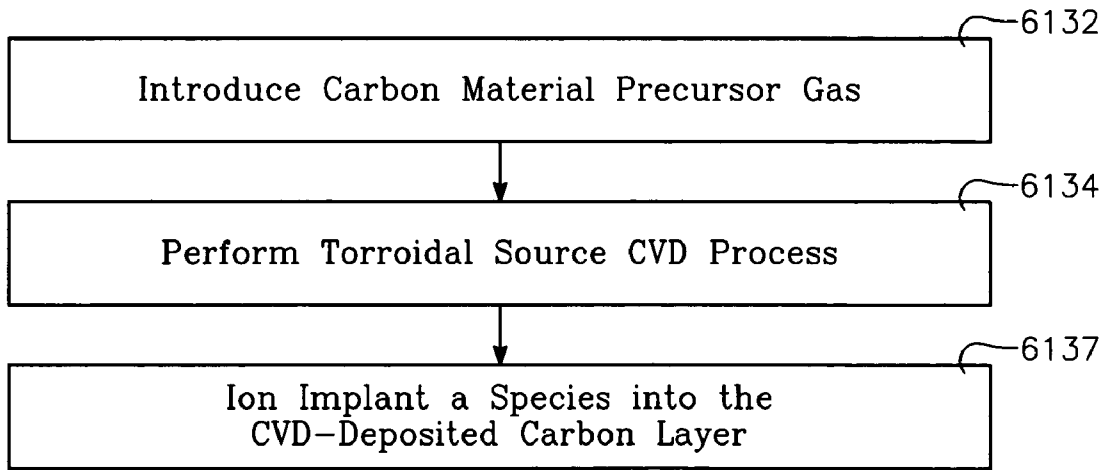 6132
Introduce Carbon Material Precursor Gas
6134
Perform Torroidal Source CVD Process
6137
Ion Implant a Species into the
CVD-Deposited Carbon Layer